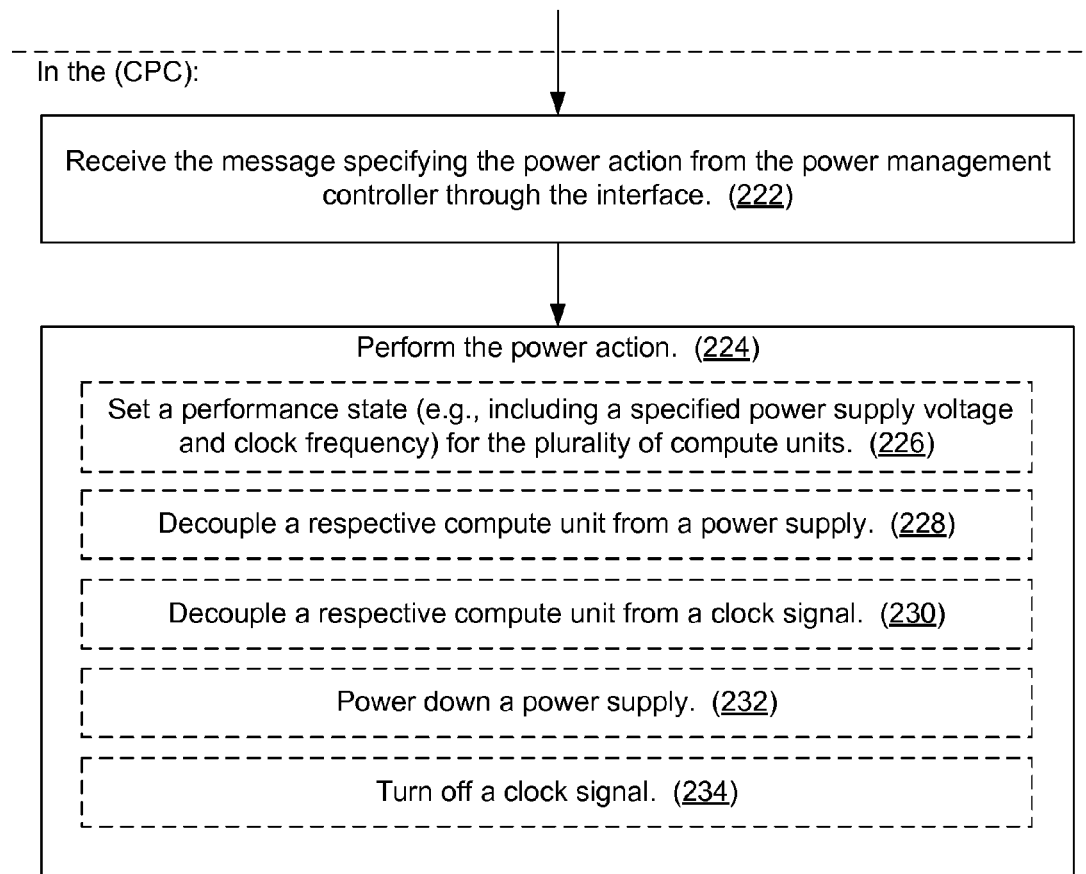 In the (CPC):
Receive the message specifying the power action from the power management
controller through the interface.  (222)
Perform the power action.  (224)
Set a performance state (e.g., including a specified power supply voltage
and clock frequency) for the plurality of compute units.  (226)
Decouple a respective compute unit from a power supply.  (228)
Decouple a respective compute unit from a clock signal.  (230)
Power down a power supply.  (232)
Turn off a clock signal.  (234)